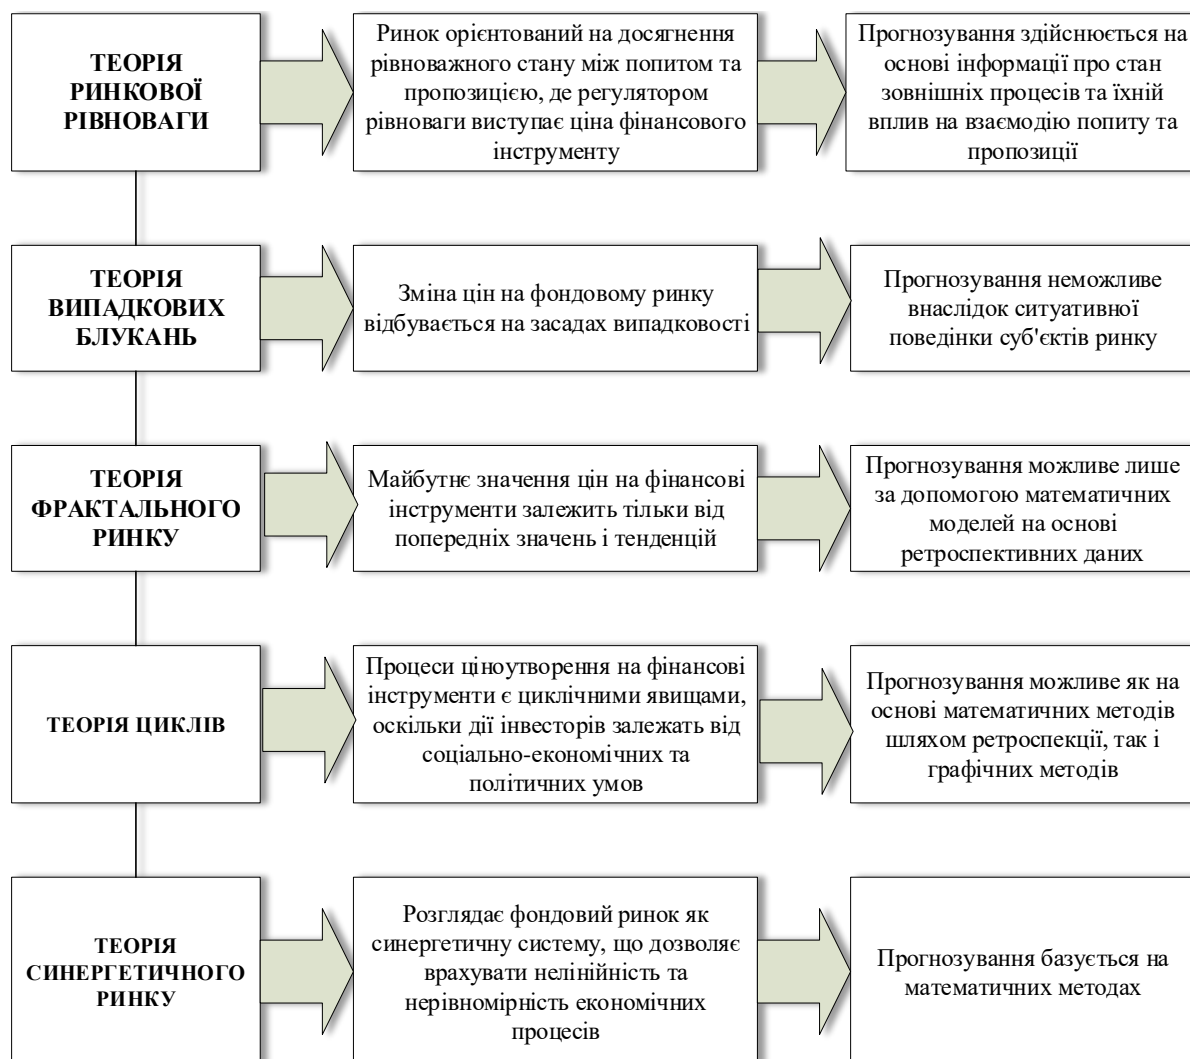 ТЕОРІЯ
РИНКОВОЇ
РІВНОВАГИ
Ринок орієнтований на досягнення
рівноважного стану між попитом та
пропозицією, де регулятором
рівноваги виступає ціна фінансового
інструменту
Прогнозування здійснюється на
основі інформації про стан
зовнішніх процесів та їхній
вплив на взаємодію попиту та
пропозиції
ТЕОРІЯ
ВИПАДКОВИХ
БЛУКАНЬ
Зміна цін на фондовому ринку
відбувається на засадах випадковості
Прогнозування неможливе
внаслідок ситуативної
поведінки суб'єктів ринку
ТЕОРІЯ
ФРАКТАЛЬНОГО
РИНКУ
Майбутнє значення цін на фінансові
інструменти залежить тільки від
попередніх значень і тенденцій
Прогнозування можливе лише
за допомогою математичних
моделей на основі
ретроспективних даних
ТЕОРІЯ ЦИКЛІВ
Процеси ціноутворення на фінансові
інструменти є циклічними явищами,
оскільки дії інвесторів залежать від
соціально-економічних та
політичних умов
Прогнозування можливе як на
основі математичних методів
шляхом ретроспекції, так і
графічних методів
ТЕОРІЯ
СИНЕРГЕТИЧНОГО
РИНКУ
Розглядає фондовий ринок як
синергетичну систему, що дозволяє
врахувати нелінійність та
нерівномірність економічних
процесів
Прогнозування базується на
математичних методах